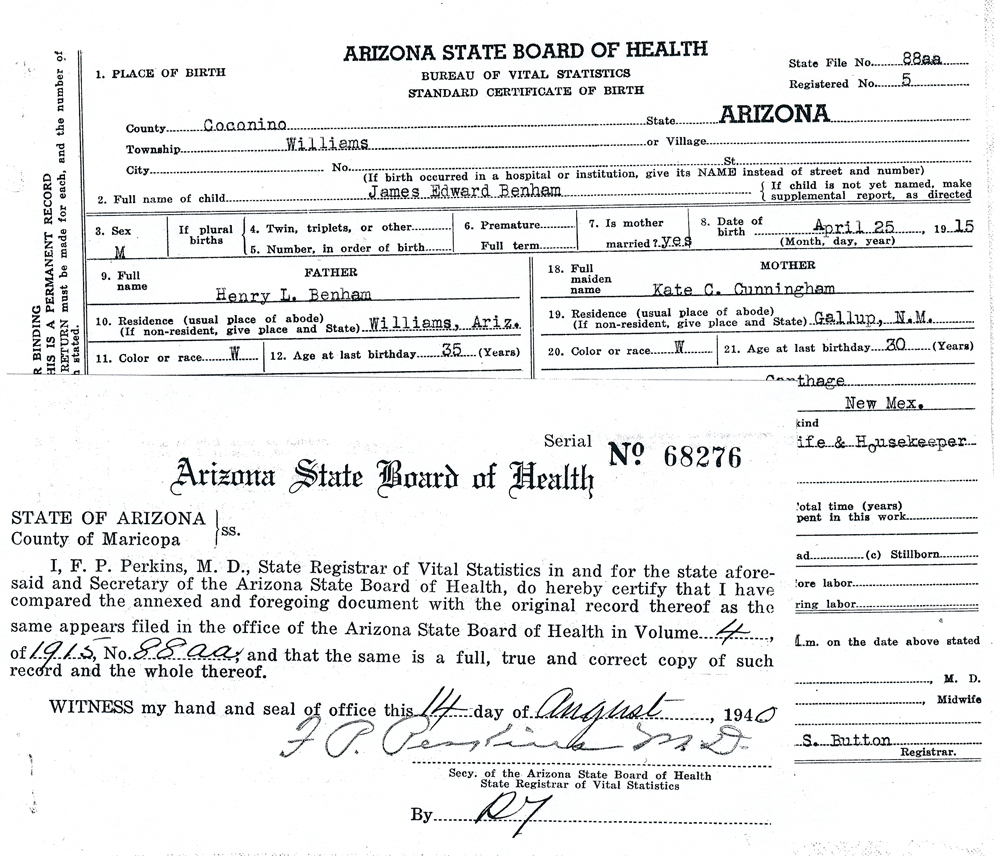 ARIZONA STATE BOARD OF HEALTH
BUREAU OF VITAL STATISTICS
STANDARD CERTIFICATE OF BIRTH
State File No. 88aa
Registered No. 5
1. PLACE OF BIRTH
County Coconino State ARIZONA
Township Williams or Village
City No. St.
(If birth occurred in a hospital or institution, give its NAME instead of street and number)
2. Full name of child James Edward Benham { If child is not yet named, make supplemental report, as directed
3. Sex M
If plural births
4. Twin, triplets, or other
5. Number, in order of birth
6. Premature
Full term
7. Is mother married? yes
8. Date of birth April 25, 1915
(Month, day, year)
FATHER
9. Full name Henry L. Benham
10. Residence (usual place of abode)
(If non-resident, give place and State) Williams, Ariz.
11. Color or race W
12. Age at last birthday 35 (Years)
MOTHER
18. Full maiden name Kate C. Cunningham
19. Residence (usual place of abode)
(If non-resident, give place and State) Gallup, N.M.
20. Color or race W
21. Age at last birthday 30 (Years)
R BINDING
HIS IS A PERMANENT RECORD
RETURN must be made for each, and the number of
h stated.
Carthage
New Mex.
kind
ife & Housekeeper
otal time (years)
pent in this work
ad (c) Stillborn
ore labor
ring labor
.m. on the date above stated
, M. D.
, Midwife
S. Button
Registrar.
Serial No 68276
Arizona State Board of Health
STATE OF ARIZONA
County of Maricopa } ss.
I, F. P. Perkins, M. D., State Registrar of Vital Statistics in and for the state afore-
said and Secretary of the Arizona State Board of Health, do hereby certify that I have
compared the annexed and foregoing document with the original record thereof as the
same appears filed in the office of the Arizona State Board of Health in Volume 4,
of 1915, No. 88aa, and that the same is a full, true and correct copy of such
record and the whole thereof.
WITNESS my hand and seal of office this 14 day of August, 1940
F P. Perkins M.D.
Secy. of the Arizona State Board of Health
State Registrar of Vital Statistics
By